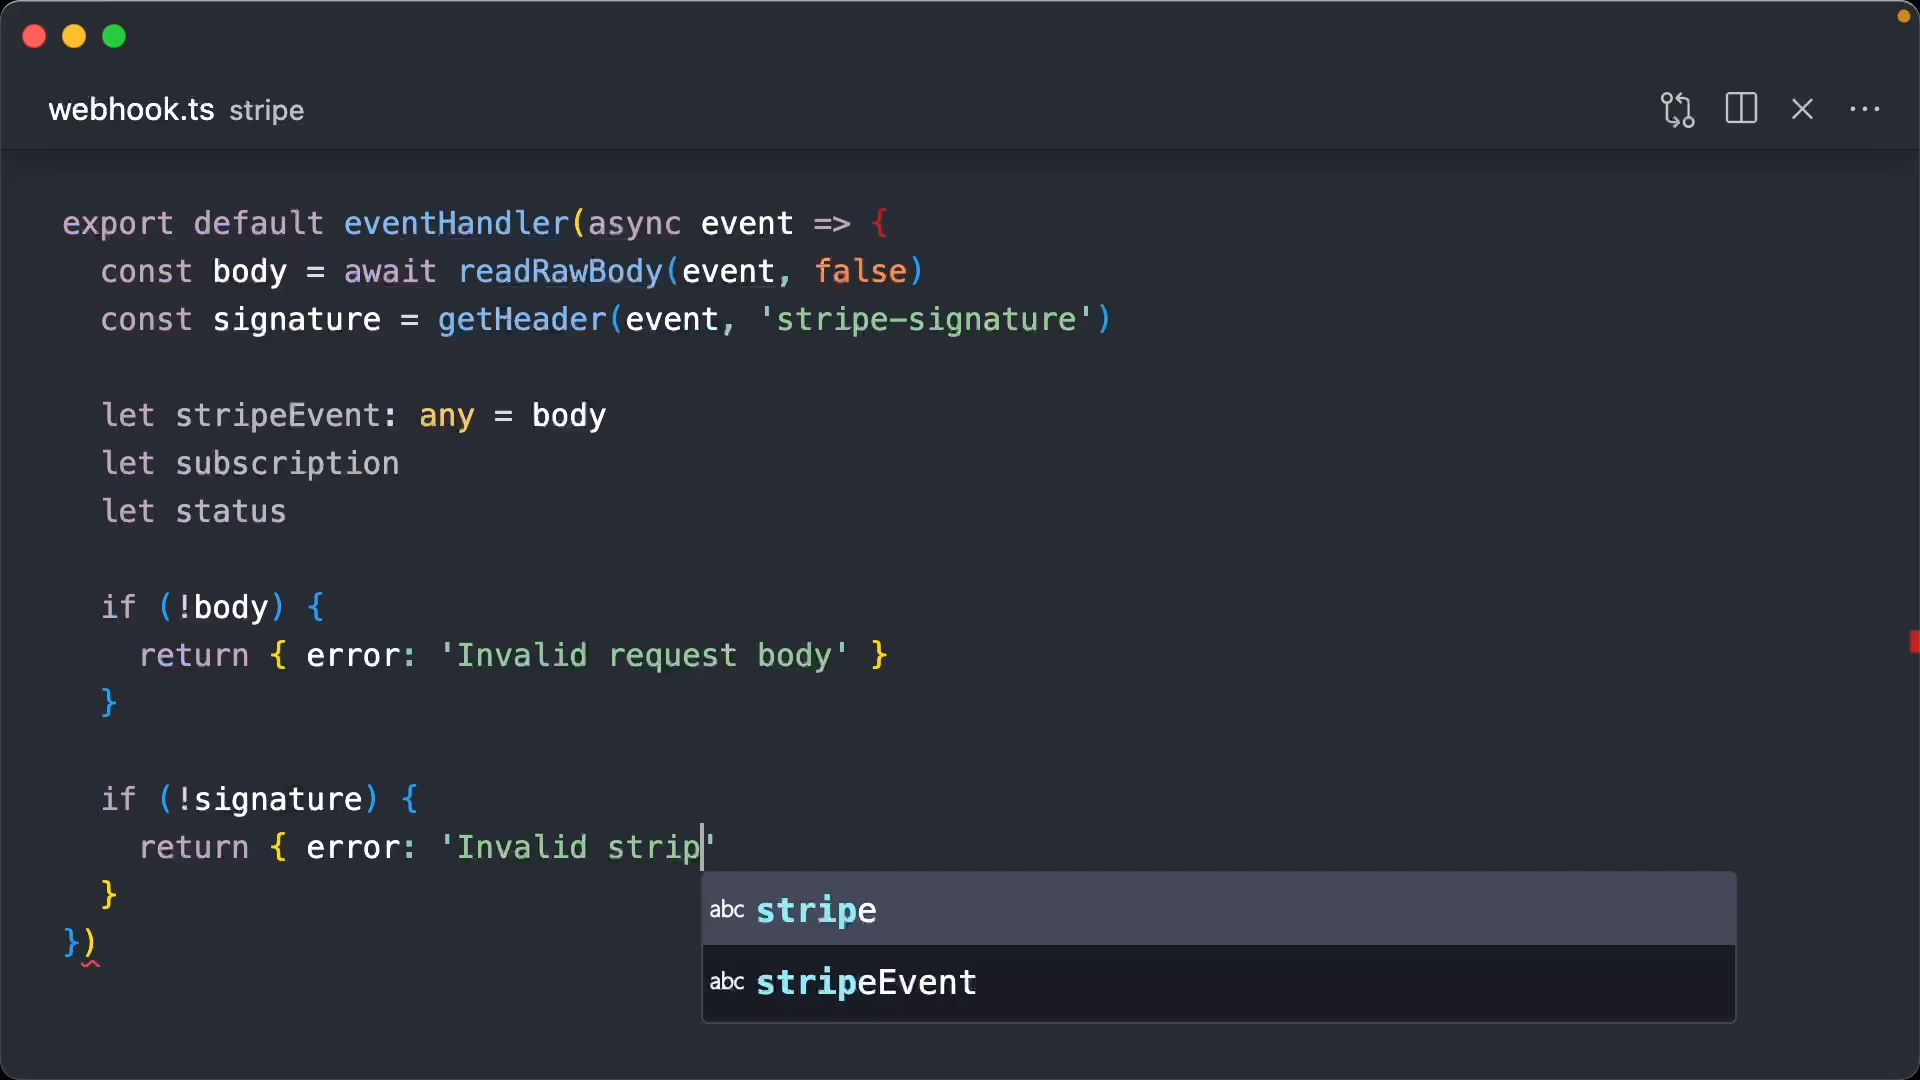 webhook.ts stripe
export default eventHandler(async event => {
  const body = await readRawBody(event, false)
  const signature = getHeader(event, 'stripe-signature')
  let stripeEvent: any = body
  let subscription
  let status
  if (!body) {
    return { error: 'Invalid request body' }
  }
  if (!signature) {
    return { error: 'Invalid strip'
  }
})
abc stripe
abc stripeEvent